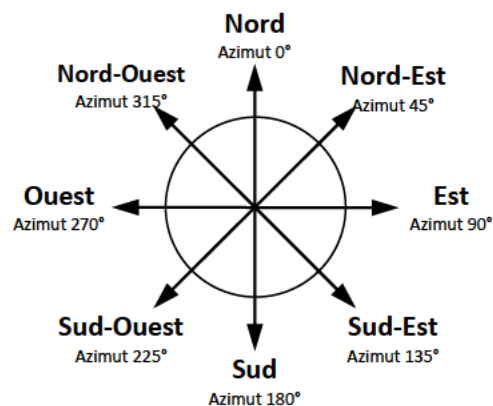 Nord
Azimut 0°
Nord-Ouest
Azimut 315°
Nord-Est
Azimut 45°
Ouest
Azimut 270°
Est
Azimut 90°
Sud-Ouest
Azimut 225°
Sud-Est
Azimut 135°
Sud
Azimut 180°